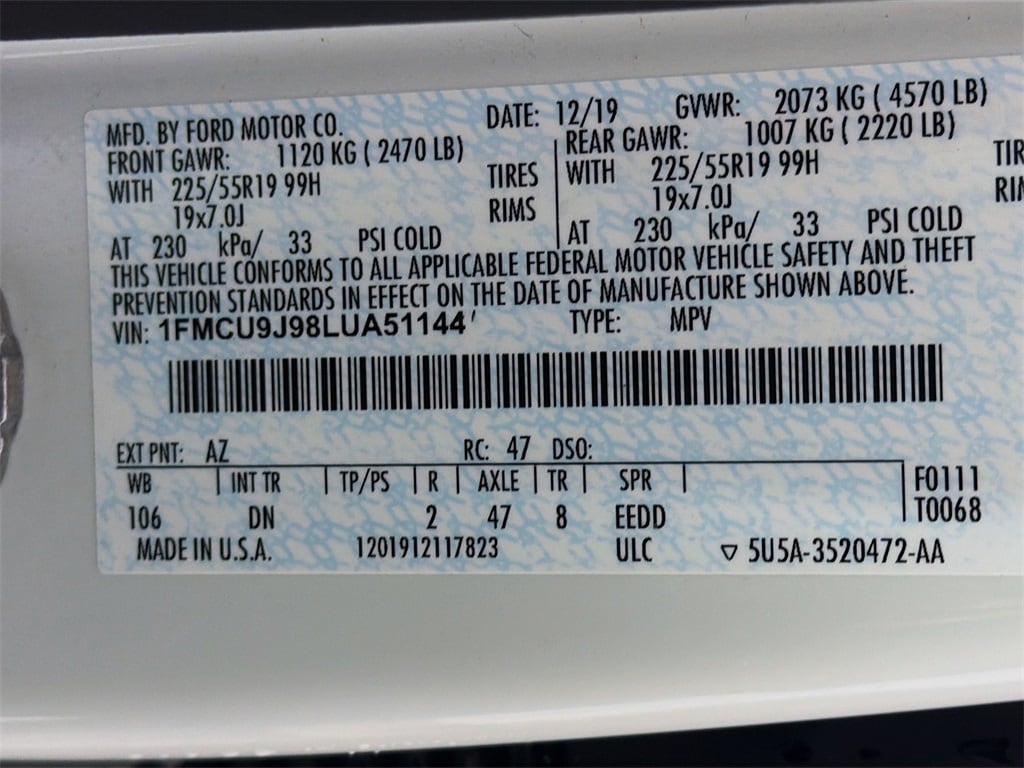 MFD. BY FORD MOTOR CO. DATE: 12/19 GVWR: 2073 KG ( 4570 LB)
FRONT GAWR: 1120 KG ( 2470 LB) REAR GAWR: 1007 KG ( 2220 LB)
WITH 225/55R19 99H TIRES WITH 225/55R19 99H TIR
19x7.0J RIMS 19x7.0J RI
AT 230 kPa/ 33 PSI COLD AT 230 kPa/ 33 PSI COLD
THIS VEHICLE CONFORMS TO ALL APPLICABLE FEDERAL MOTOR VEHICLE SAFETY AND THEFT
PREVENTION STANDARDS IN EFFECT ON THE DATE OF MANUFACTURE SHOWN ABOVE.
VIN: 1FMCU9J98LUA51144 TYPE: MPV
EXT PNT: AZ RC: 47 DSO:
WB INT TR TP/PS R AXLE TR SPR F0111
106 DN 2 47 8 EEDD T0068
MADE IN U.S.A. 1201912117823 ULC ▽ 5U5A-3520472-AA